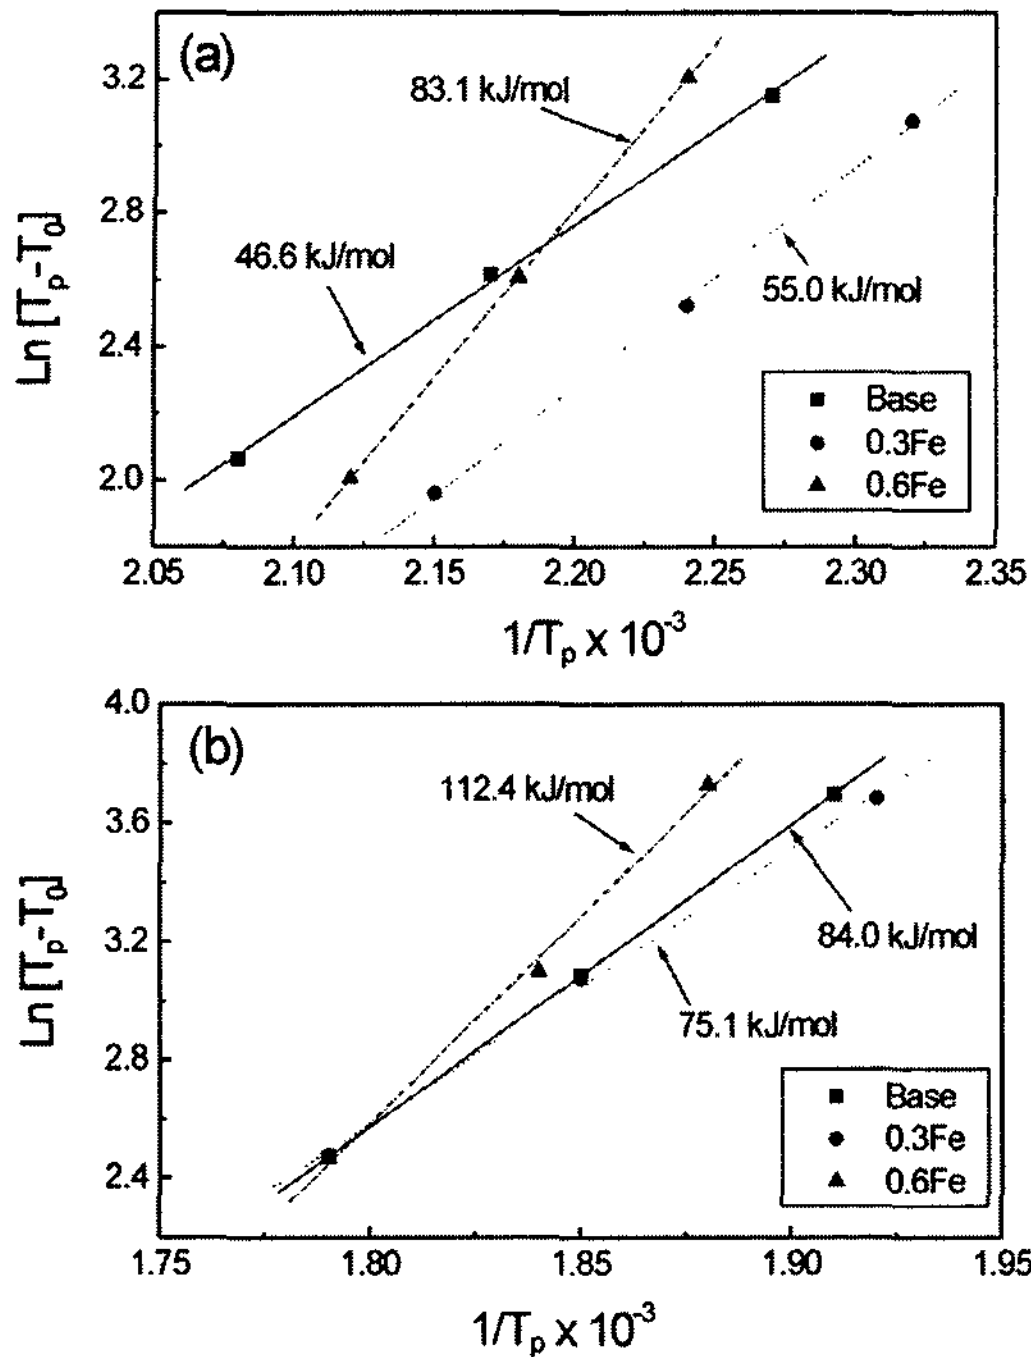 (a)
3.2
2.8
2.4
2.0
Ln [Tp-T0]
83.1 kJ/mol
46.6 kJ/mol
55.0 kJ/mol
Base
0.3Fe
0.6Fe
2.05 2.10 2.15 2.20 2.25 2.30 2.35
1/Tp x 10-3
(b)
4.0
3.6
3.2
2.8
2.4
Ln [Tp-T0]
112.4 kJ/mol
84.0 kJ/mol
75.1 kJ/mol
Base
0.3Fe
0.6Fe
1.75 1.80 1.85 1.90 1.95
1/Tp x 10-3